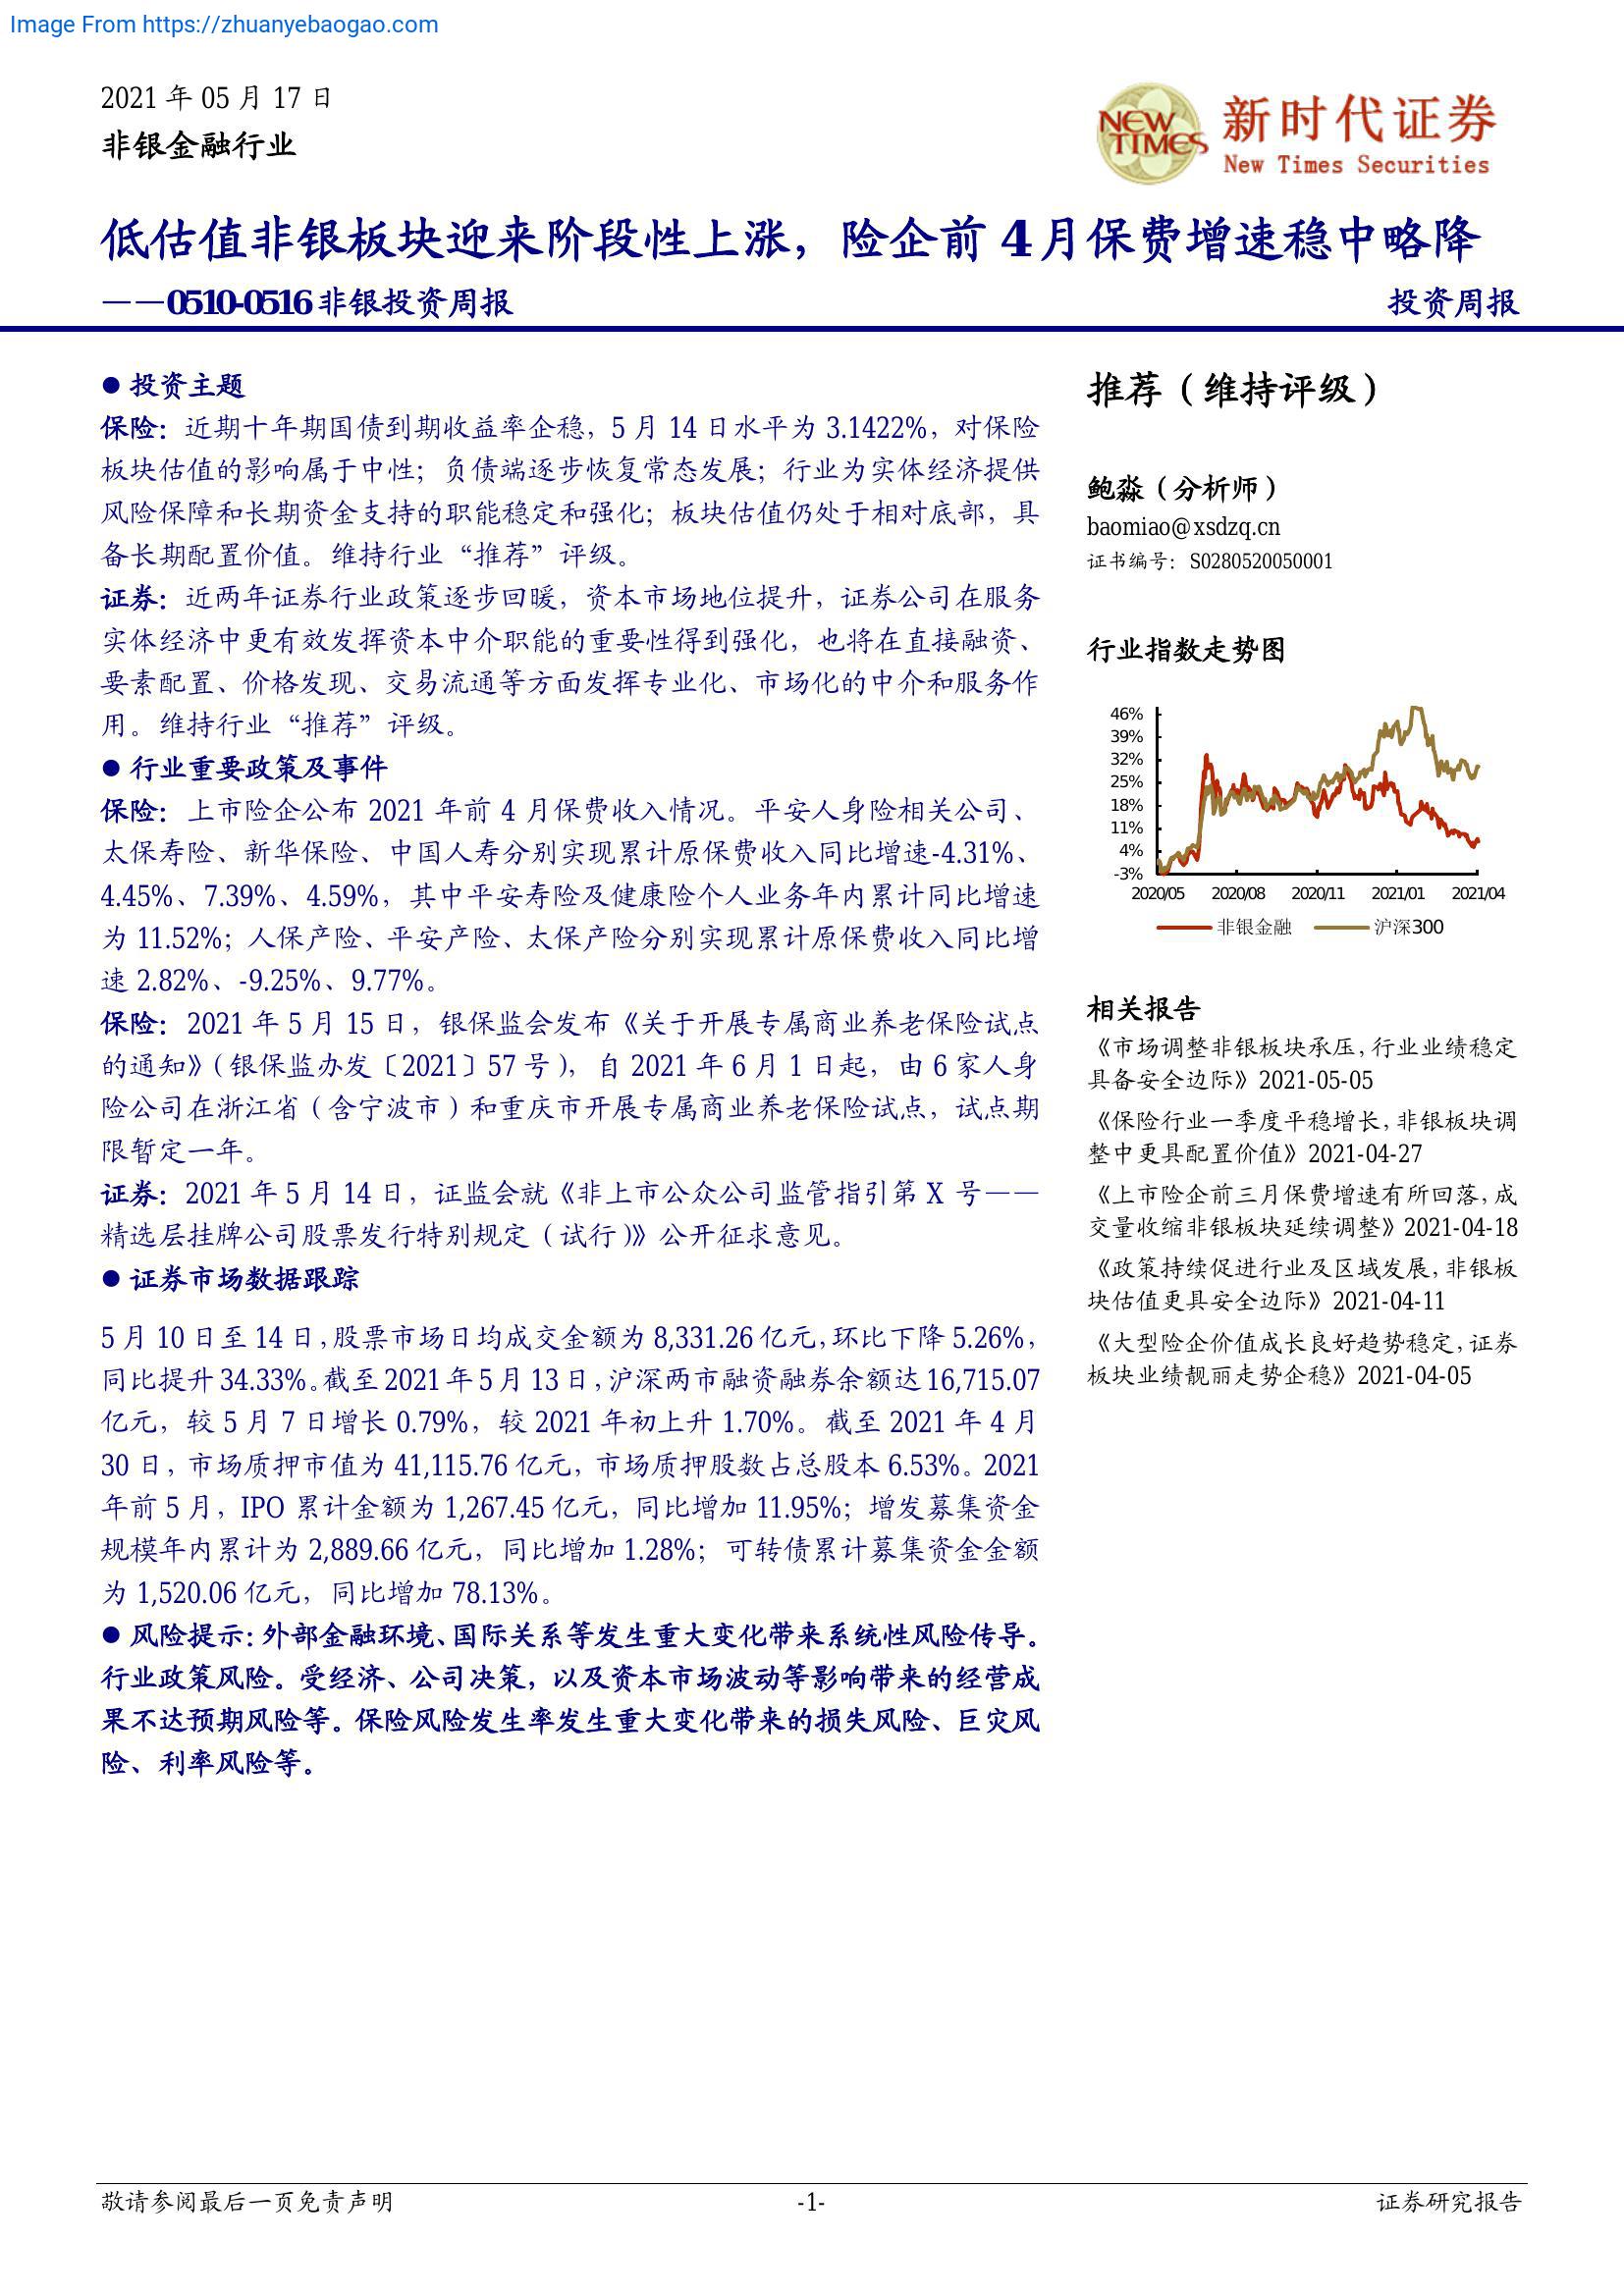 Image From https://zhuanyebaogao.com
2021 年 05 月 17 日
非银金融行业
NEW TIMES
新时代证券
New Times Securities
低估值非银板块迎来阶段性上涨，险企前 4 月保费增速稳中略降
——0510-0516 非银投资周报
投资周报
● 投资主题
保险：近期十年期国债到期收益率企稳，5 月 14 日水平为 3.1422%，对保险
板块估值的影响属于中性；负债端逐步恢复常态发展；行业为实体经济提供
风险保障和长期资金支持的职能稳定和强化；板块估值仍处于相对底部，具
备长期配置价值。维持行业“推荐”评级。
证券：近两年证券行业政策逐步回暖，资本市场地位提升，证券公司在服务
实体经济中更有效发挥资本中介职能的重要性得到强化，也将在直接融资、
要素配置、价格发现、交易流通等方面发挥专业化、市场化的中介和服务作
用。维持行业“推荐”评级。
● 行业重要政策及事件
保险：上市险企公布 2021 年前 4 月保费收入情况。平安人身险相关公司、
太保寿险、新华保险、中国人寿分别实现累计原保费收入同比增速-4.31%、
4.45%、7.39%、4.59%，其中平安寿险及健康险个人业务年内累计同比增速
为 11.52%；人保产险、平安产险、太保产险分别实现累计原保费收入同比增
速 2.82%、-9.25%、9.77%。
保险：2021 年 5 月 15 日，银保监会发布《关于开展专属商业养老保险试点
的通知》（银保监办发〔2021〕57 号），自 2021 年 6 月 1 日起，由 6 家人身
险公司在浙江省（含宁波市）和重庆市开展专属商业养老保险试点，试点期
限暂定一年。
证券：2021 年 5 月 14 日，证监会就《非上市公众公司监管指引第 X 号——
精选层挂牌公司股票发行特别规定（试行）》公开征求意见。
● 证券市场数据跟踪
5 月 10 日至 14 日，股票市场日均成交金额为 8,331.26 亿元，环比下降 5.26%，
同比提升 34.33%。截至 2021 年 5 月 13 日，沪深两市融资融券余额达 16,715.07
亿元，较 5 月 7 日增长 0.79%，较 2021 年初上升 1.70%。截至 2021 年 4 月
30 日，市场质押市值为 41,115.76 亿元，市场质押股数占总股本 6.53%。2021
年前 5 月，IPO 累计金额为 1,267.45 亿元，同比增加 11.95%；增发募集资金
规模年内累计为 2,889.66 亿元，同比增加 1.28%；可转债累计募集资金金额
为 1,520.06 亿元，同比增加 78.13%。
● 风险提示：外部金融环境、国际关系等发生重大变化带来系统性风险传导。
行业政策风险。受经济、公司决策，以及资本市场波动等影响带来的经营成
果不达预期风险等。保险风险发生率发生重大变化带来的损失风险、巨灾风
险、利率风险等。
推荐（维持评级）
鲍淼（分析师）
baomiao@xsdzq.cn
证书编号：S0280520050001
行业指数走势图
46%
39%
32%
25%
18%
11%
4%
-3%
2020/05 2020/08 2020/11 2021/01 2021/04
非银金融 沪深300
相关报告
《市场调整非银板块承压，行业业绩稳定
具备安全边际》2021-05-05
《保险行业一季度平稳增长，非银板块调
整中更具配置价值》2021-04-27
《上市险企前三月保费增速有所回落，成
交量收缩非银板块延续调整》2021-04-18
《政策持续促进行业及区域发展，非银板
块估值更具安全边际》2021-04-11
《大型险企价值成长良好趋势稳定，证券
板块业绩靓丽走势企稳》2021-04-05
敬请参阅最后一页免责声明
-1-
证券研究报告